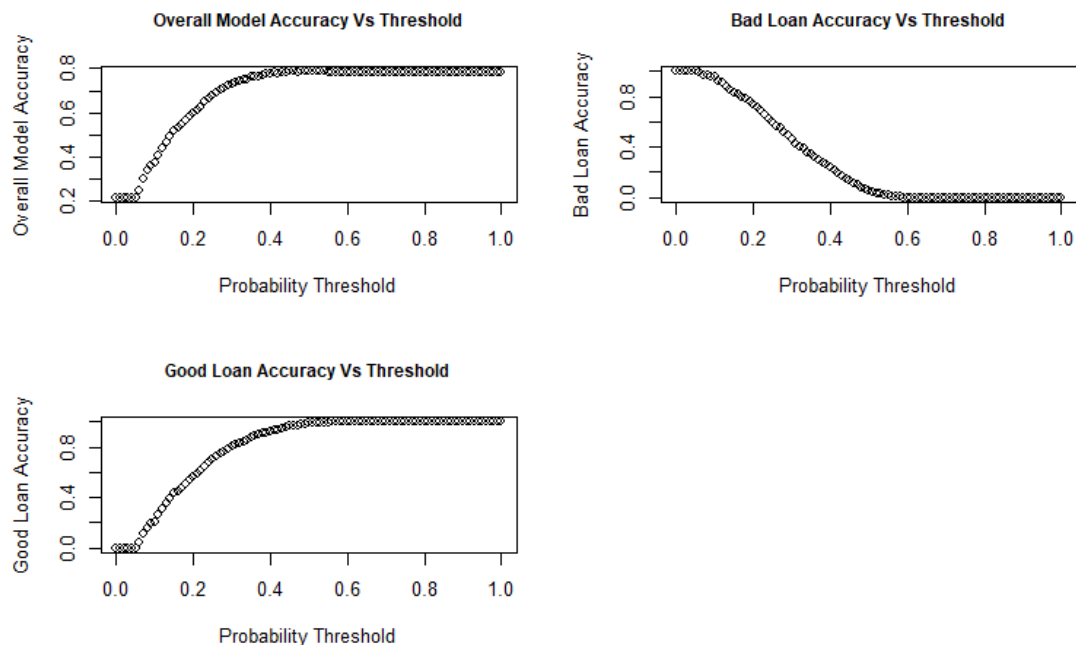 Overall Model Accuracy Vs Threshold
Overall Model Accuracy
0.8
0.6
0.4
0.2
0.0 0.2 0.4 0.6 0.8 1.0
Probability Threshold
Bad Loan Accuracy Vs Threshold
Bad Loan Accuracy
0.8
0.4
0.0
0.0 0.2 0.4 0.6 0.8 1.0
Probability Threshold
Good Loan Accuracy Vs Threshold
Good Loan Accuracy
0.8
0.4
0.0
0.0 0.2 0.4 0.6 0.8 1.0
Probability Threshold